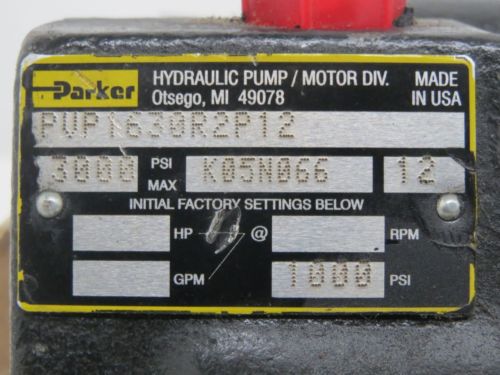 Parker
HYDRAULIC PUMP / MOTOR DIV.
Otsego, MI 49078
MADE
IN USA
PVP1630R2P12
3000 PSI MAX K05N066 12
INITIAL FACTORY SETTINGS BELOW
HP @ RPM
GPM 1000 PSI